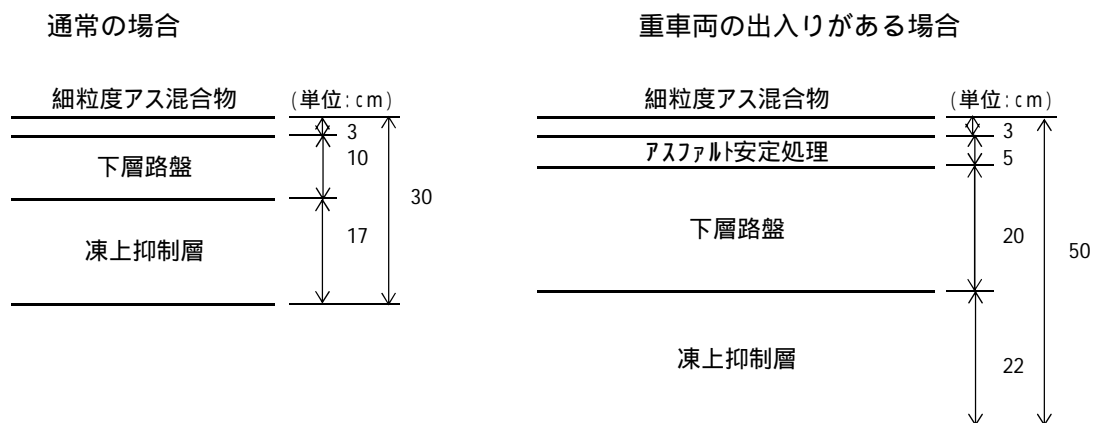 通常の場合
細粒度アス混合物 (単位:cm)
3
下層路盤 10
30
凍上抑制層 17
重車両の出入りがある場合
細粒度アス混合物 (単位:cm)
3
ｱｽﾌｧﾙﾄ安定処理 5
下層路盤 20
50
凍上抑制層 22